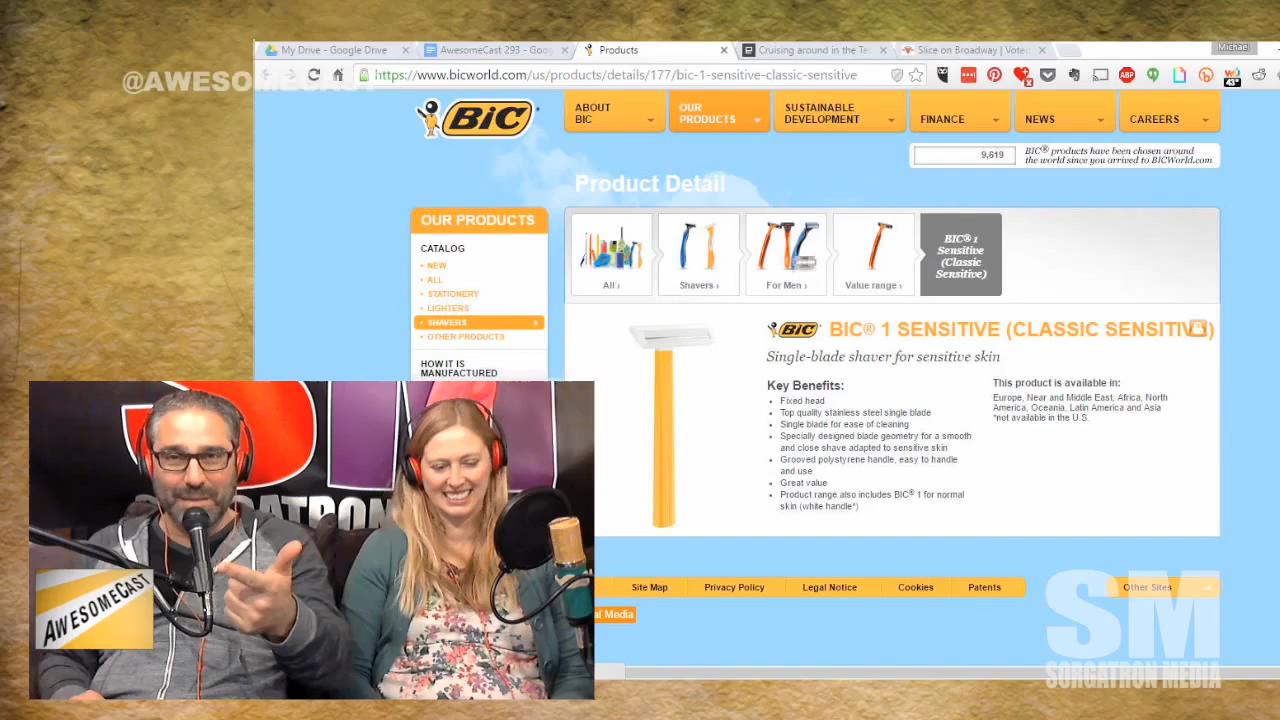 My Drive - Google Drive
AwesomeCast 293 - Goog
Products
Cruising around in the Te
Slice on Broadway | Vote
Michael
@AWESOMECAST
https://www.bicworld.com/us/products/details/177/bic-1-sensitive-classic-sensitive
ABP
43°
BiC
ABOUT
BIC
OUR
PRODUCTS
SUSTAINABLE
DEVELOPMENT
FINANCE
NEWS
CAREERS
9,619
BIC® products have been chosen around
the world since you arrived to BICWorld.com
Product Detail
OUR PRODUCTS
CATALOG
NEW
ALL
STATIONERY
LIGHTERS
SHAVERS
OTHER PRODUCTS
HOW IT IS
MANUFACTURED
All ›
Shavers ›
For Men ›
Value range ›
BIC® 1
Sensitive
(Classic
Sensitive)
BiC BIC® 1 SENSITIVE (CLASSIC SENSITIVE)
Single-blade shaver for sensitive skin
Key Benefits:
Fixed head
Top quality stainless steel single blade
Single blade for ease of cleaning
Specially designed blade geometry for a smooth
and close shave adapted to sensitive skin
Grooved polystyrene handle, easy to handle
and use
Great value
Product range also includes BIC® 1 for normal
skin (white handle*)
This product is available in:
Europe, Near and Middle East, Africa, North
America, Oceania, Latin America and Asia
*not available in the U.S.
Site Map
Privacy Policy
Legal Notice
Cookies
Patents
Other Sites
al Media
AWESOMECAST
SM
SORGATRON MEDIA